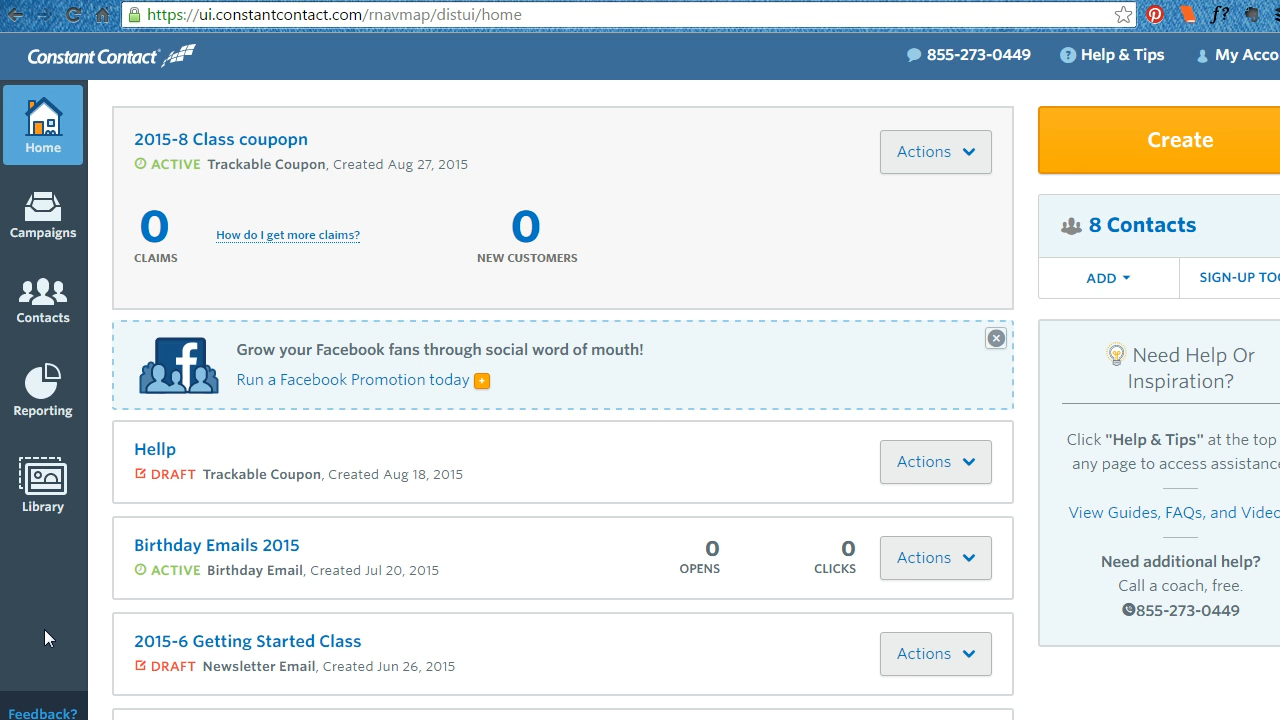 https://ui.constantcontact.com/rnavmap/distui/home
f?
Constant Contact
855-273-0449
Help & Tips
My Acco
Home
Campaigns
Contacts
Reporting
Library
Feedback?
2015-8 Class coupopn
ACTIVE Trackable Coupon, Created Aug 27, 2015
Actions
0
CLAIMS
How do I get more claims?
0
NEW CUSTOMERS
Grow your Facebook fans through social word of mouth!
Run a Facebook Promotion today
Hellp
DRAFT Trackable Coupon, Created Aug 18, 2015
Actions
Birthday Emails 2015
ACTIVE Birthday Email, Created Jul 20, 2015
0
OPENS
0
CLICKS
Actions
2015-6 Getting Started Class
DRAFT Newsletter Email, Created Jun 26, 2015
Actions
Create
8 Contacts
ADD
SIGN-UP TOO
Need Help Or
Inspiration?
Click "Help & Tips" at the top
any page to access assistance
View Guides, FAQs, and Video
Need additional help?
Call a coach, free.
855-273-0449